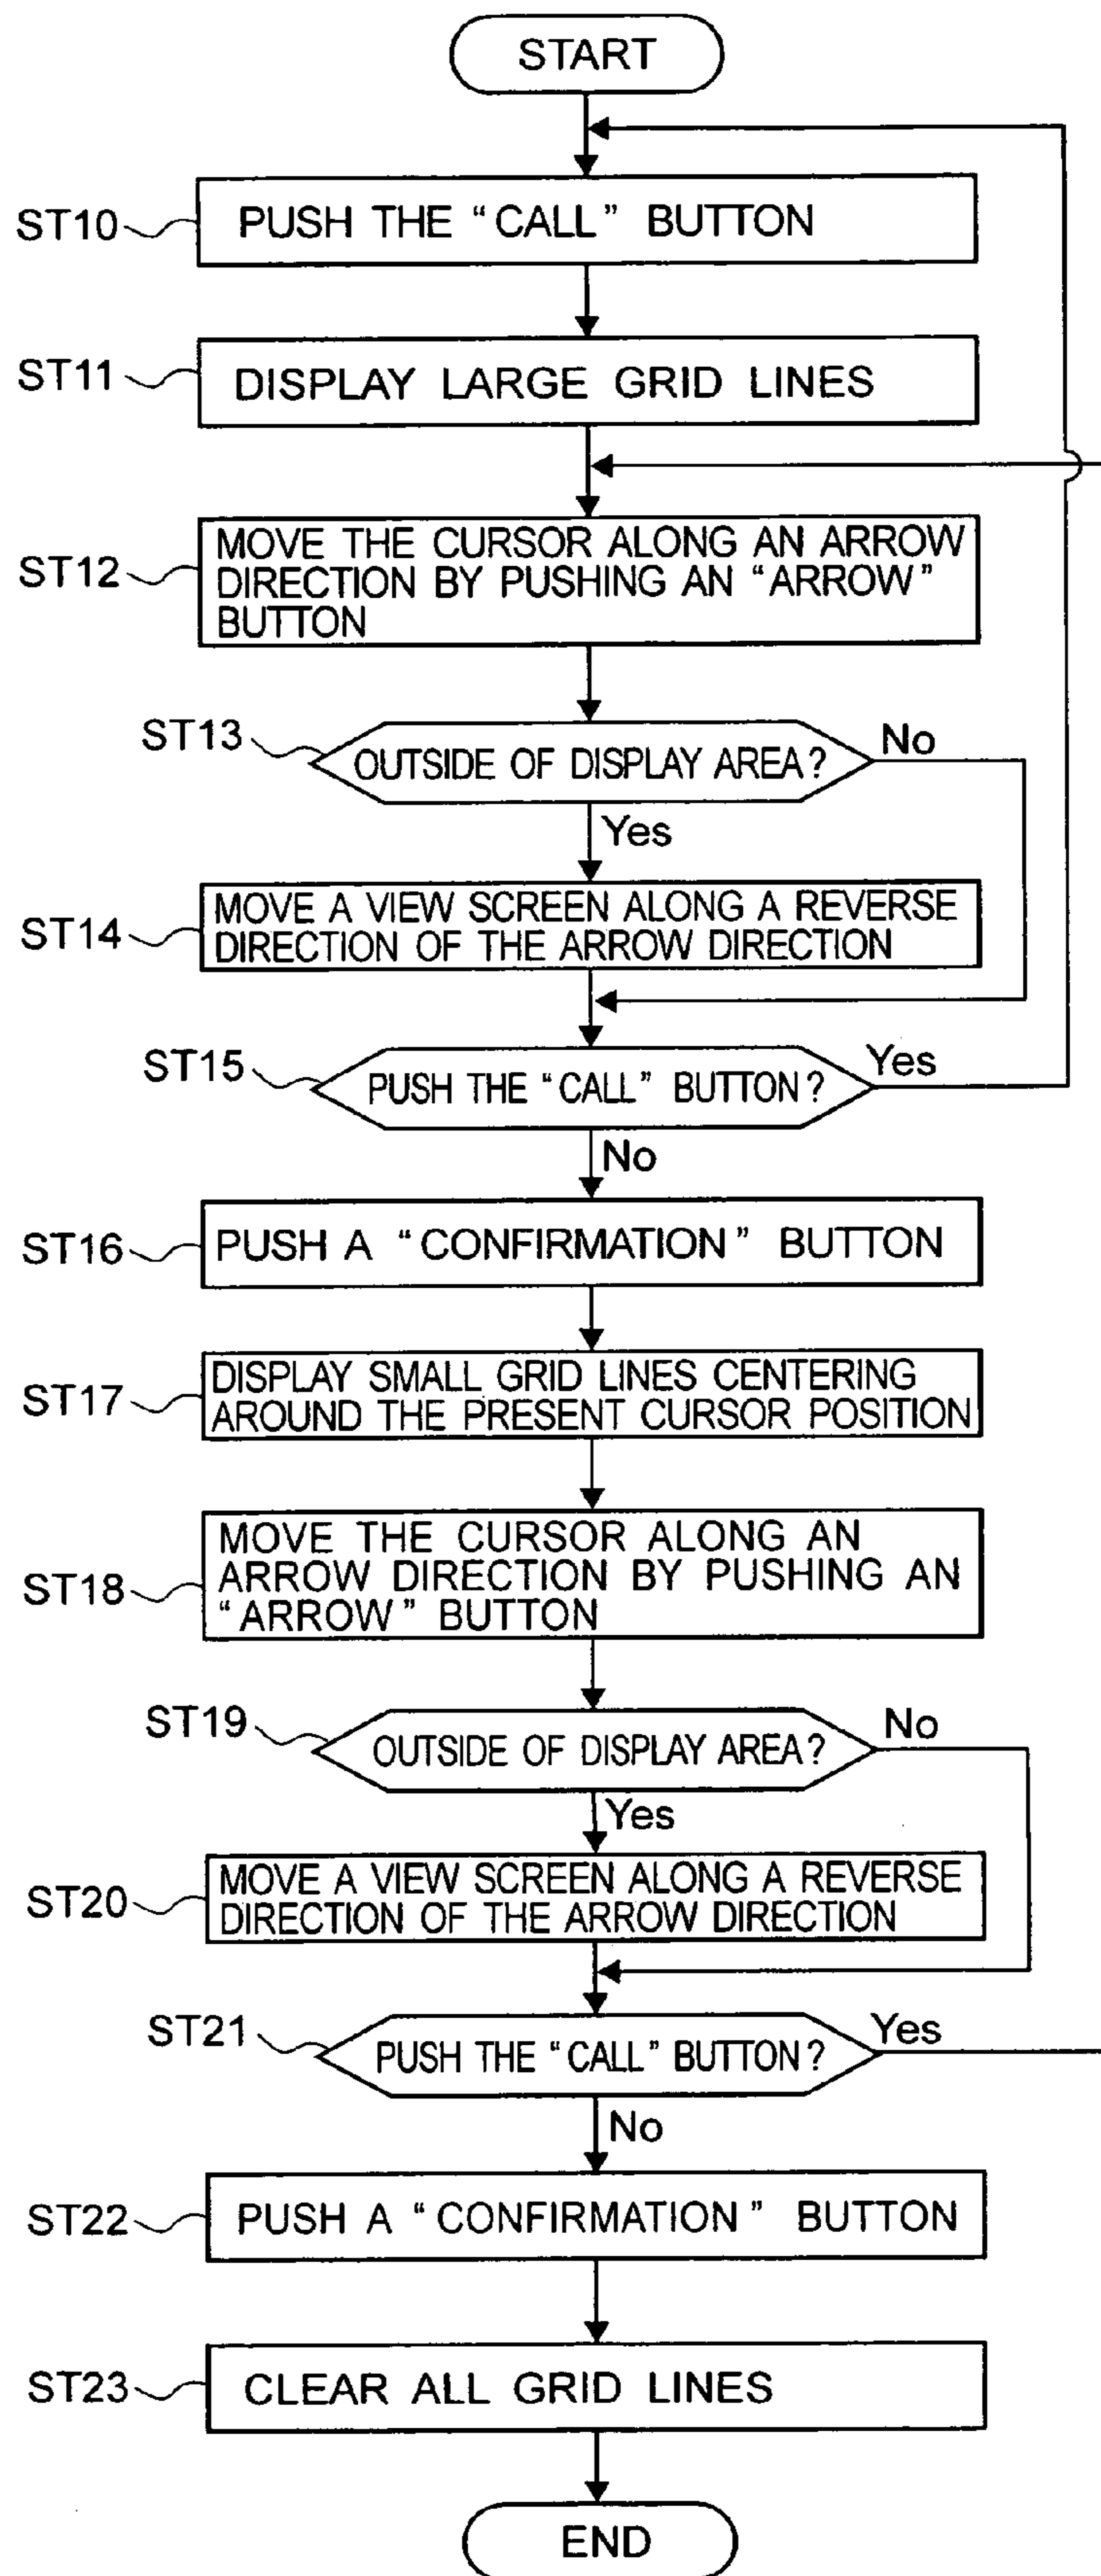 START
ST10
PUSH THE “CALL” BUTTON
ST11
DISPLAY LARGE GRID LINES
ST12
MOVE THE CURSOR ALONG AN ARROW
DIRECTION BY PUSHING AN “ARROW”
BUTTON
ST13
OUTSIDE OF DISPLAY AREA?
No
Yes
ST14
MOVE A VIEW SCREEN ALONG A REVERSE
DIRECTION OF THE ARROW DIRECTION
ST15
PUSH THE “CALL” BUTTON?
Yes
No
ST16
PUSH A “CONFIRMATION” BUTTON
ST17
DISPLAY SMALL GRID LINES CENTERING
AROUND THE PRESENT CURSOR POSITION
ST18
MOVE THE CURSOR ALONG AN
ARROW DIRECTION BY PUSHING AN
“ARROW” BUTTON
ST19
OUTSIDE OF DISPLAY AREA?
No
Yes
ST20
MOVE A VIEW SCREEN ALONG A REVERSE
DIRECTION OF THE ARROW DIRECTION
ST21
PUSH THE “CALL” BUTTON?
Yes
No
ST22
PUSH A “CONFIRMATION” BUTTON
ST23
CLEAR ALL GRID LINES
END